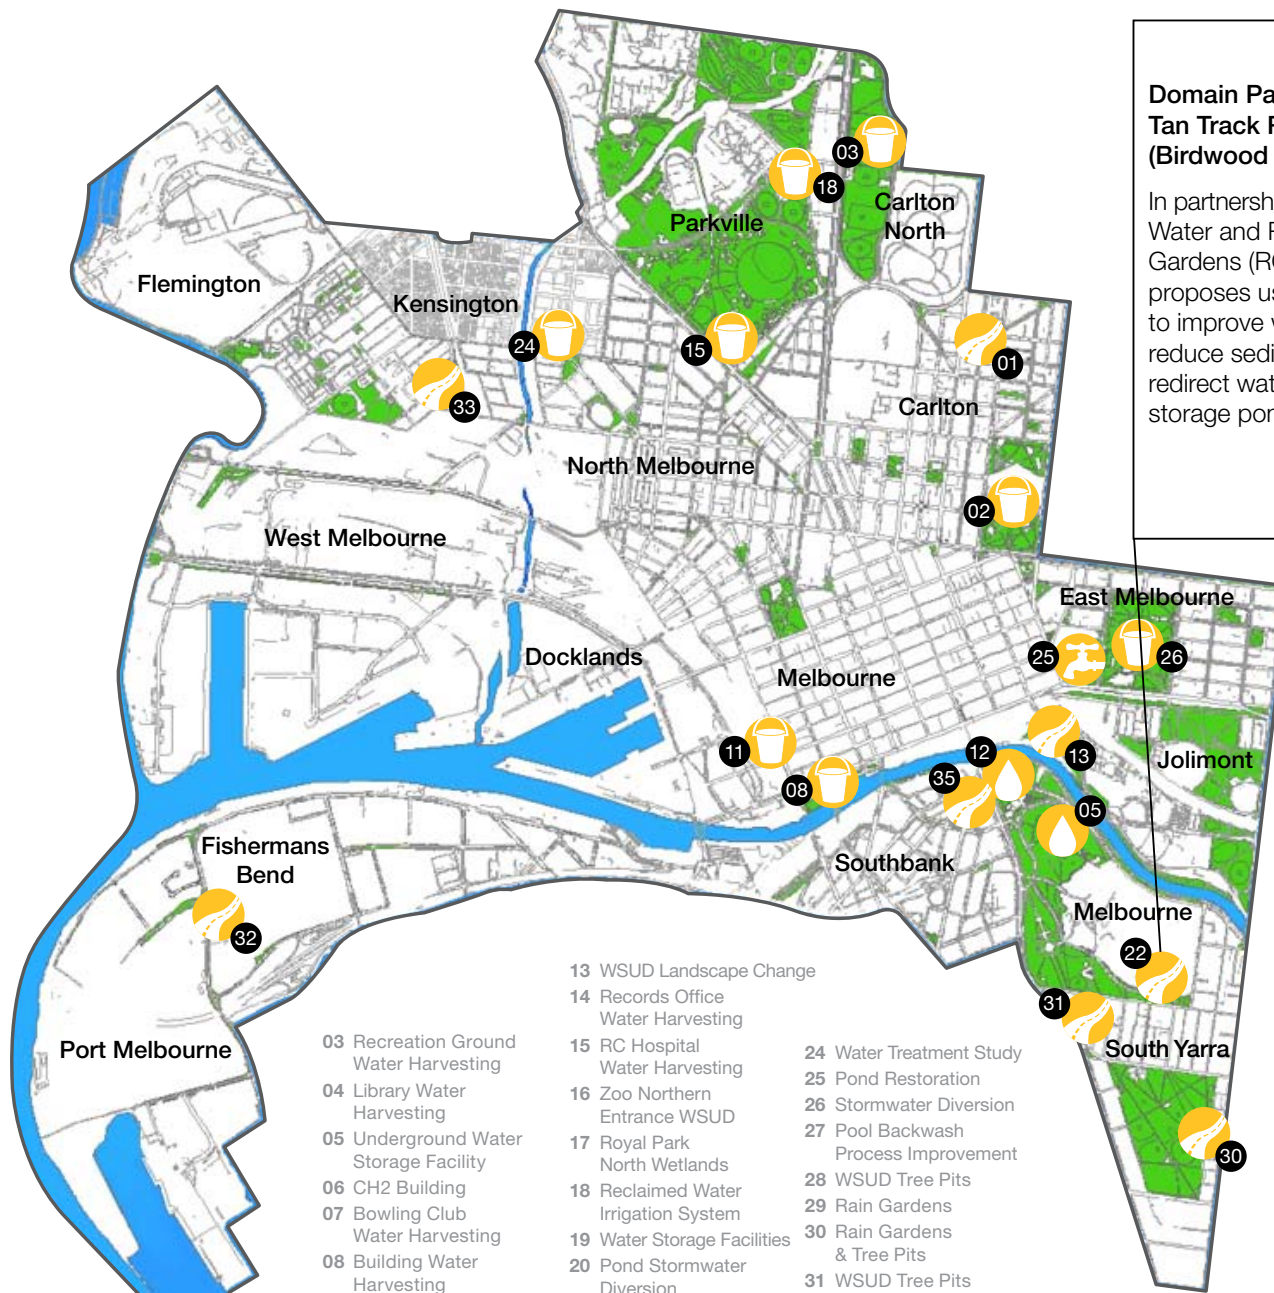 Domain Pa
Tan Track R
(Birdwood
In partnersh
Water and R
Gardens (RO
proposes us
to improve w
reduce sedi
redirect wat
storage por
03
18
Carlton
North
Parkville
Flemington
Kensington
24
15
01
33
Carlton
North Melbourne
02
West Melbourne
East Melbourne
25
26
Docklands
Melbourne
11
12
13
Jolimont
35
08
05
Fishermans
Bend
Southbank
32
Melbourne
22
31
Port Melbourne
South Yarra
30
03 Recreation Ground
Water Harvesting
04 Library Water
Harvesting
05 Underground Water
Storage Facility
06 CH2 Building
07 Bowling Club
Water Harvesting
08 Building Water
Harvesting
13 WSUD Landscape Change
14 Records Office
Water Harvesting
15 RC Hospital
Water Harvesting
16 Zoo Northern
Entrance WSUD
17 Royal Park
North Wetlands
18 Reclaimed Water
Irrigation System
19 Water Storage Facilities
20 Pond Stormwater
Diversion
24 Water Treatment Study
25 Pond Restoration
26 Stormwater Diversion
27 Pool Backwash
Process Improvement
28 WSUD Tree Pits
29 Rain Gardens
30 Rain Gardens
& Tree Pits
31 WSUD Tree Pits